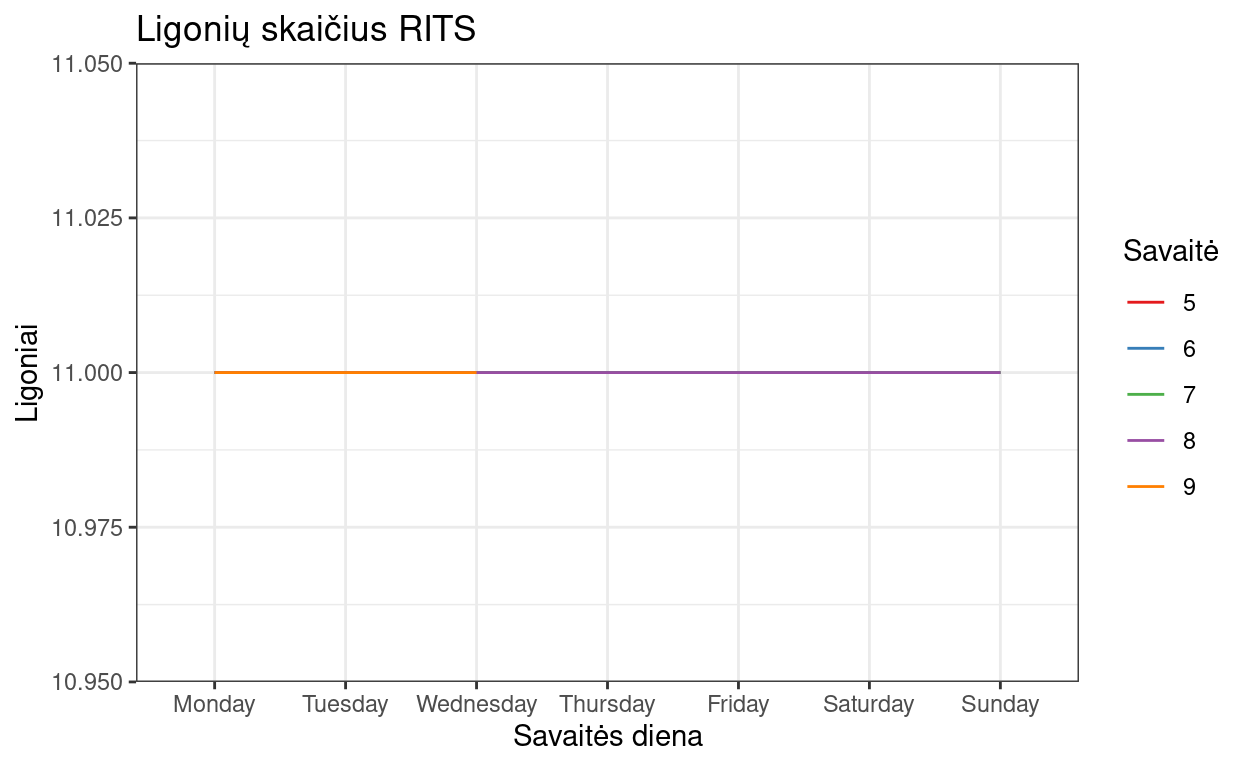 Ligonių skaičius RITS
11.050
11.025
11.000
10.975
10.950
Ligoniai
Monday Tuesday Wednesday Thursday Friday Saturday Sunday
Savaitės diena
Savaitė
5
6
7
8
9